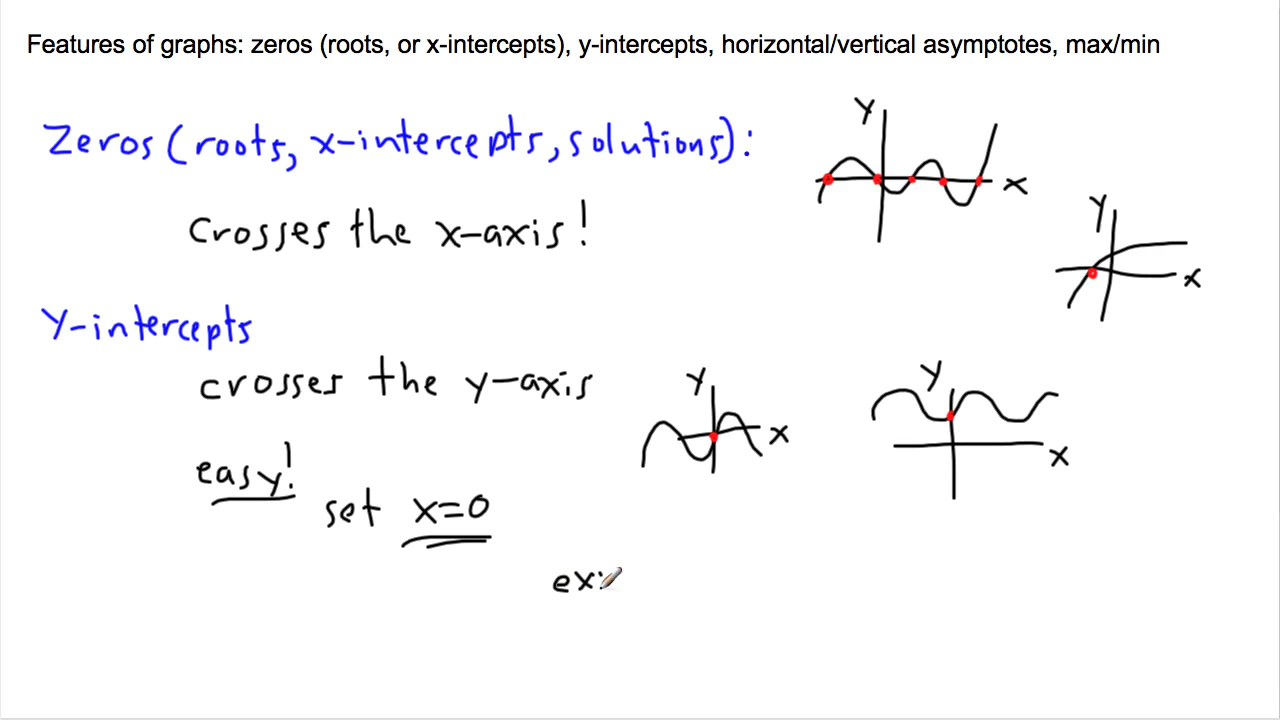 Features of graphs: zeros (roots, or x-intercepts), y-intercepts, horizontal/vertical asymptotes, max/min
Zeros (roots, x-intercepts, solutions):
Crosses the x-axis!
y
x
y
x
Y-intercepts
crosses the y-axis
y
x
y
x
easy!
set x=0
ex: